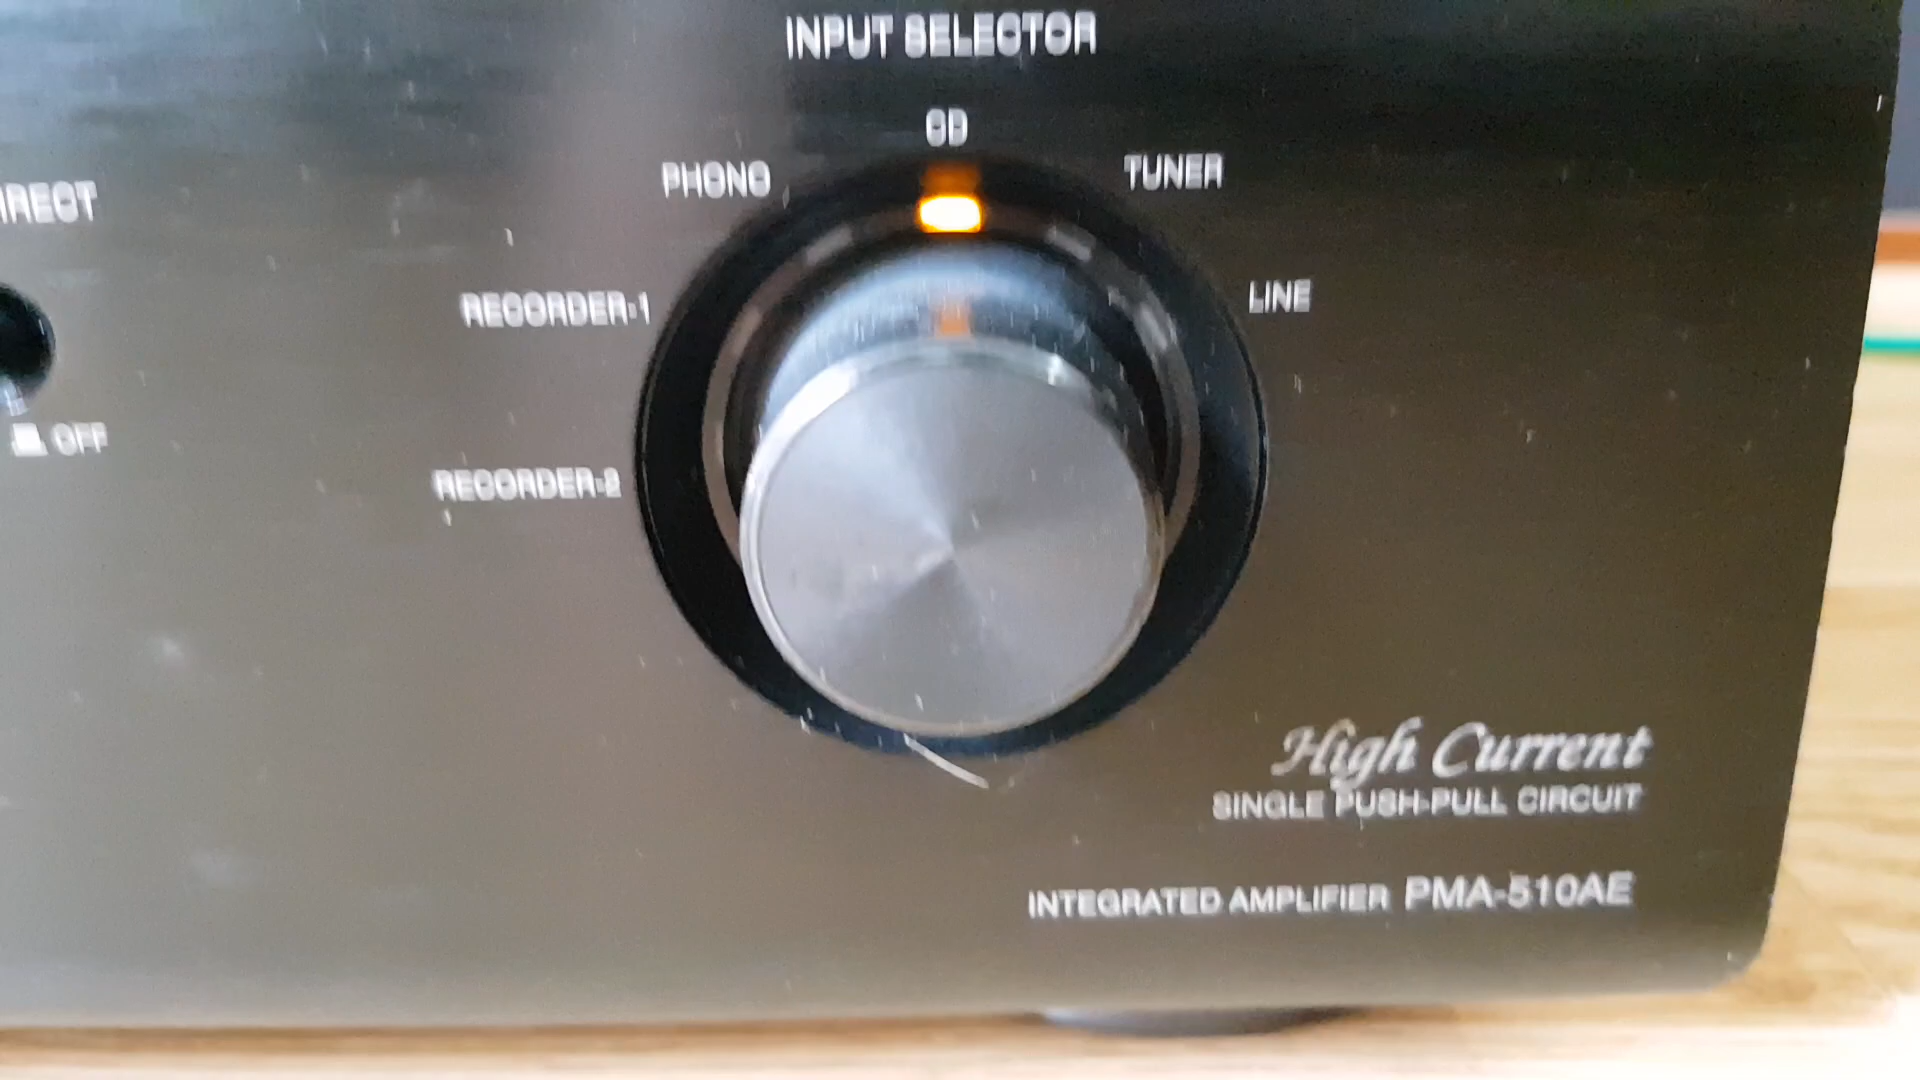 INPUT SELECTOR
CD
PHONO
TUNER
IRECT
RECORDER-1
LINE
OFF
RECORDER-2
High Current
SINGLE PUSH-PULL CIRCUIT
INTEGRATED AMPLIFIER PMA-510AE